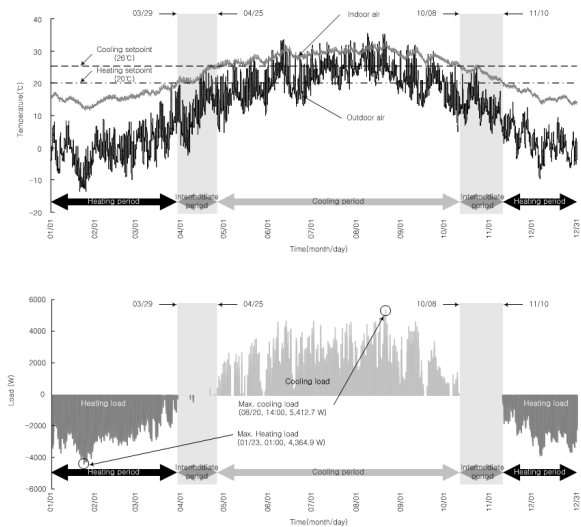 03/29
04/25
10/08
11/10
40
30
20
10
0
-10
-20
Temperature(℃)
Indoor air
Cooling setpoint
(26℃)
Heating setpoint
(20℃)
Outdoor air
Heating period
Intermediate
period
Cooling period
Intermediate
period
Heating period
01/01
02/01
03/01
04/01
05/01
06/01
07/01
08/01
09/01
10/01
11/01
12/01
12/31
Time(month/day)
03/29
04/25
10/08
11/10
6000
4000
2000
0
-2000
-4000
-6000
Load (W)
Cooling load
Heating load
Heating load
Max. cooling load
(08/20, 14:00, 5,412.7 W)
Max. Heating load
(01/23, 01:00, 4,364.9 W)
Heating period
Intermediate
period
Cooling period
Intermediate
period
Heating period
01/01
02/01
03/01
04/01
05/01
06/01
07/01
08/01
09/01
10/01
11/01
12/01
12/31
Time(month/day)